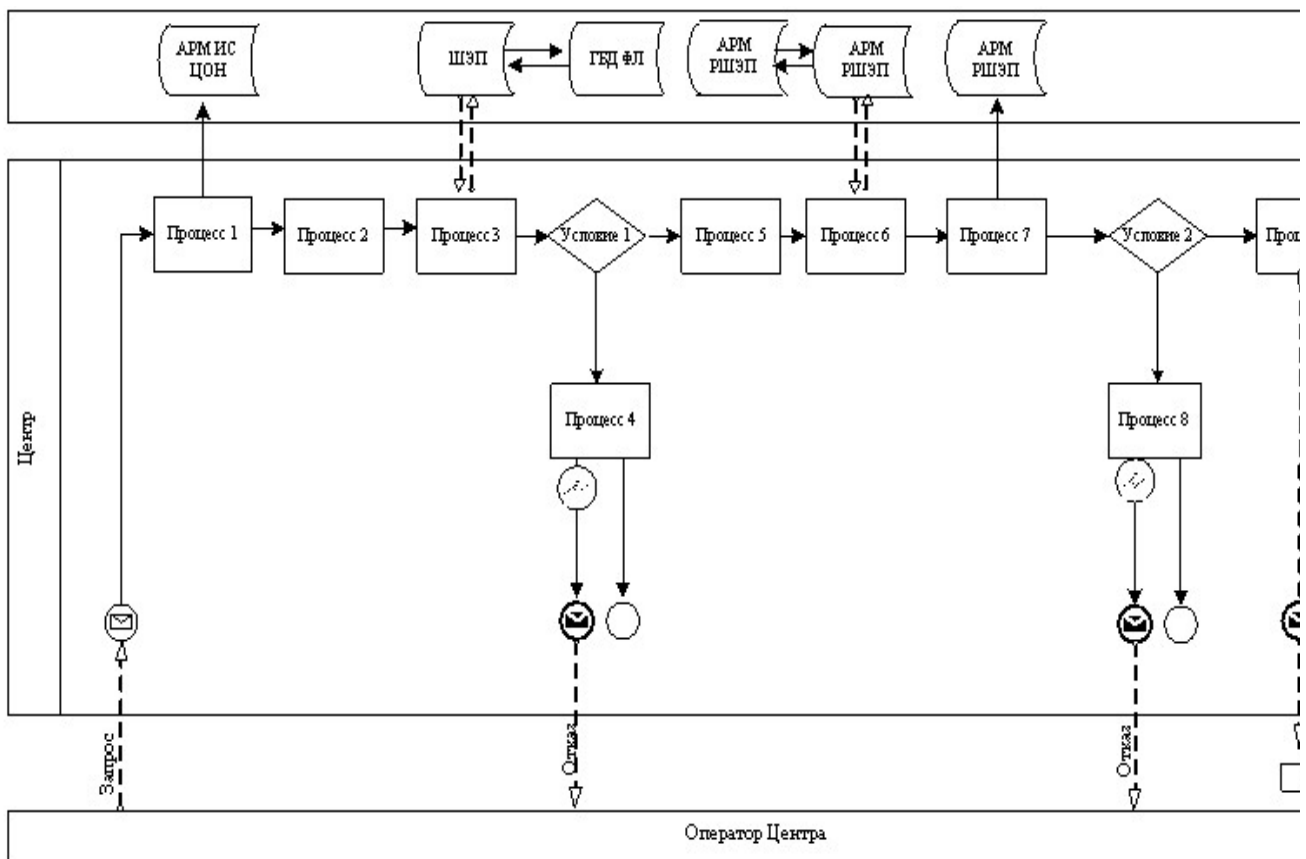 АРМ ИС
ЦОН
ШЭП
ГБД ФЛ
АРМ
РШЭП
АРМ
РШЭП
АРМ
РШЭП
Центр
Процесс 1
Процесс 2
Процесс 3
Условие 1
Процесс 5
Процесс 6
Процесс 7
Условие 2
Процесс 4
Процесс 8
Запрос
Отказ
Отказ
Оператор Центра